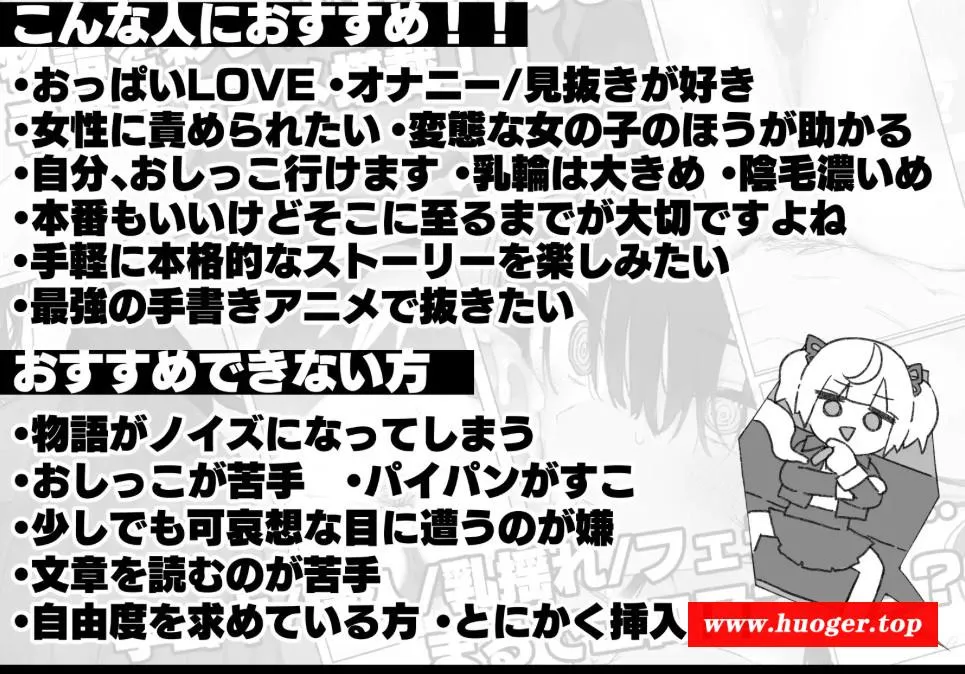 こんな人におすすめ!!
・おっぱいLOVE ・オナニー/見抜きが好き
・女性に責められたい ・変態な女の子のほうが助かる
・自分、おしっこ行けます ・乳輪は大きめ ・陰毛濃いめ
・本番もいいけどそこに至るまでが大切ですよね
・手軽に本格的なストーリーを楽しみたい
・最強の手書きアニメで抜きたい
おすすめできない方
・物語がノイズになってしまう
・おしっこが苦手 ・パイパンがすこ
・少しでも可哀想な目に遭うのが嫌
・文章を読むのが苦手
/乳揺れ/フェ
・自由度を求めている方 ・とにかく挿入
www.huoger.top